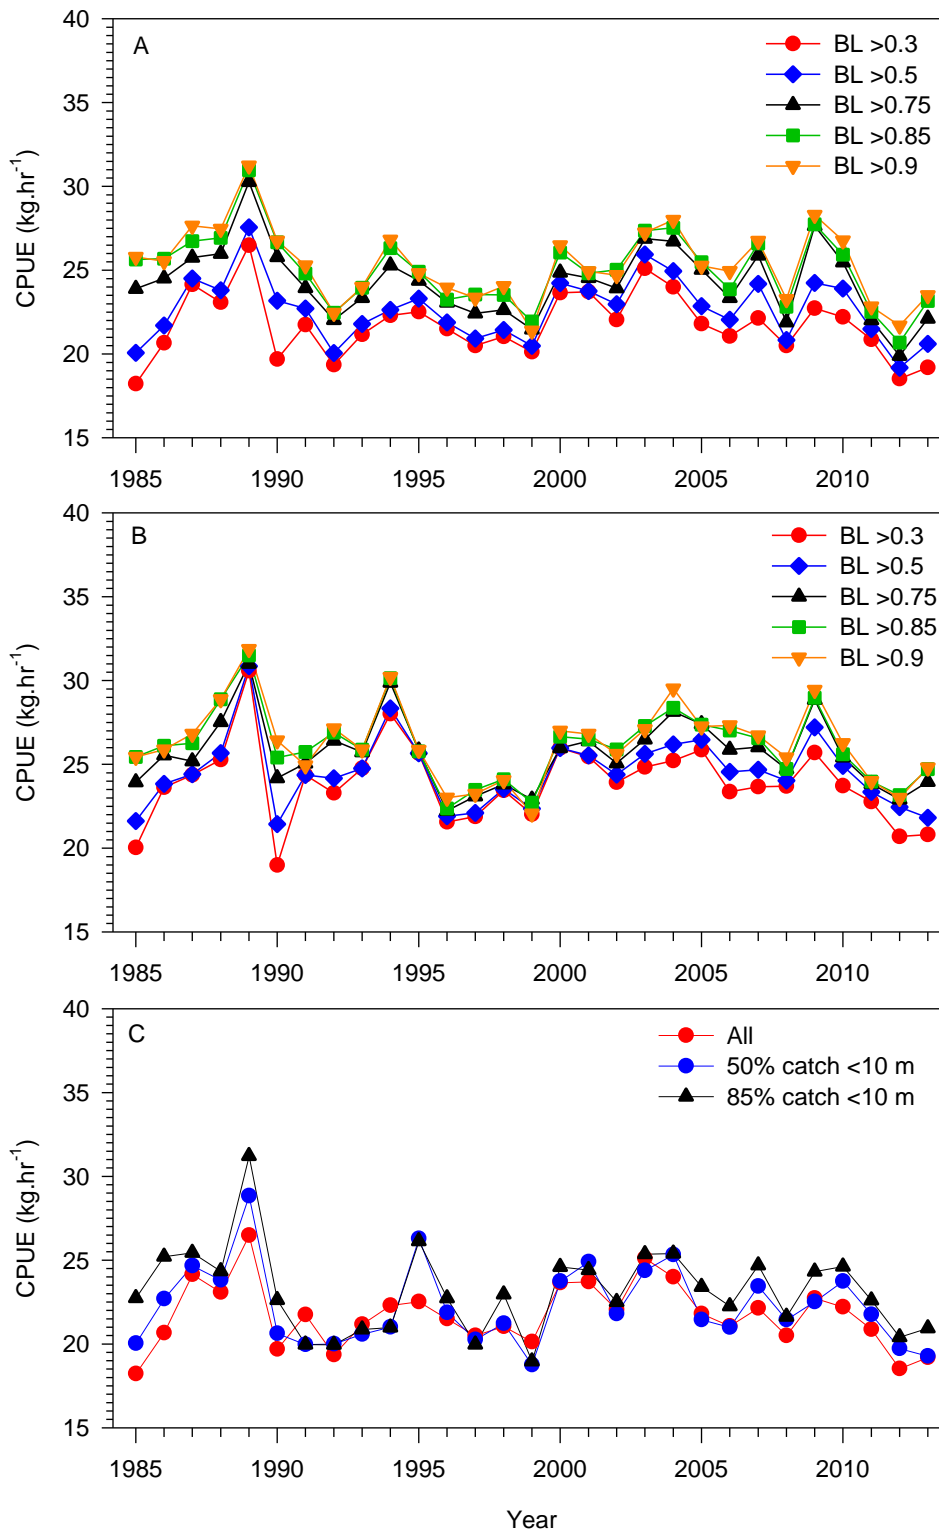 A
BL >0.3
BL >0.5
BL >0.75
BL >0.85
BL >0.9
CPUE (kg.hr⁻¹)
40
35
30
25
20
15
1985 1990 1995 2000 2005 2010
B
BL >0.3
BL >0.5
BL >0.75
BL >0.85
BL >0.9
CPUE (kg.hr⁻¹)
40
35
30
25
20
15
1985 1990 1995 2000 2005 2010
C
All
50% catch <10 m
85% catch <10 m
CPUE (kg.hr⁻¹)
40
35
30
25
20
15
1985 1990 1995 2000 2005 2010
Year